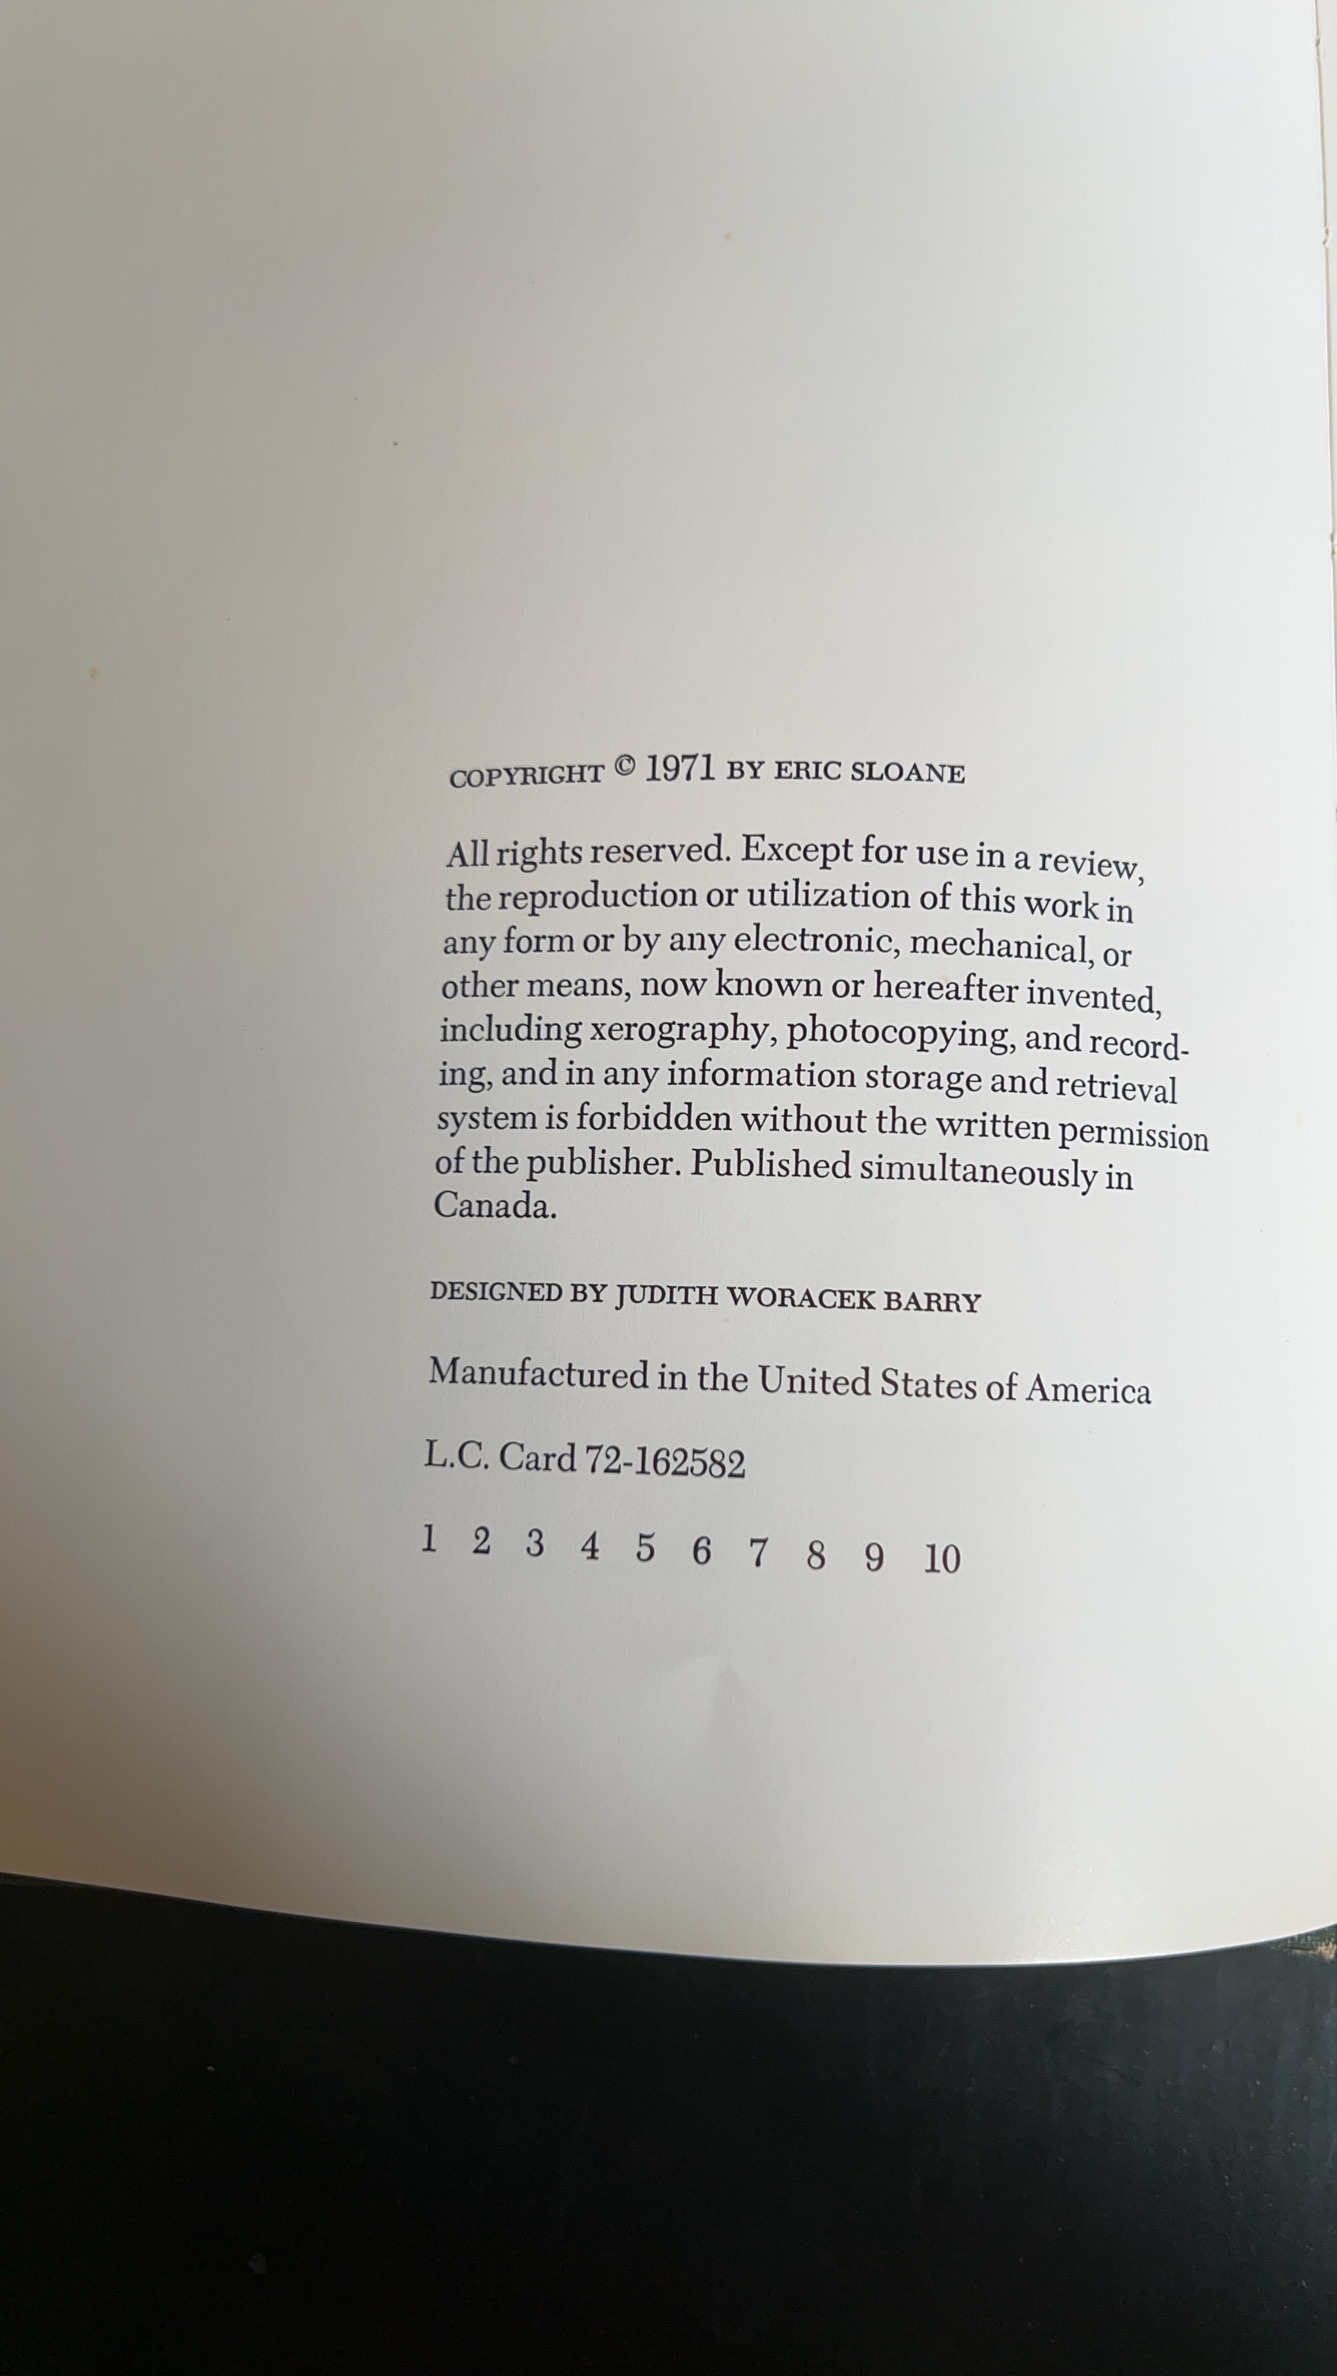 COPYRIGHT © 1971 BY ERIC SLOANE
All rights reserved. Except for use in a review,
the reproduction or utilization of this work in
any form or by any electronic, mechanical, or
other means, now known or hereafter invented,
including xerography, photocopying, and record-
ing, and in any information storage and retrieval
system is forbidden without the written permission
of the publisher. Published simultaneously in
Canada.
DESIGNED BY JUDITH WORACEK BARRY
Manufactured in the United States of America
L.C. Card 72-162582
1 2 3 4 5 6 7 8 9 10